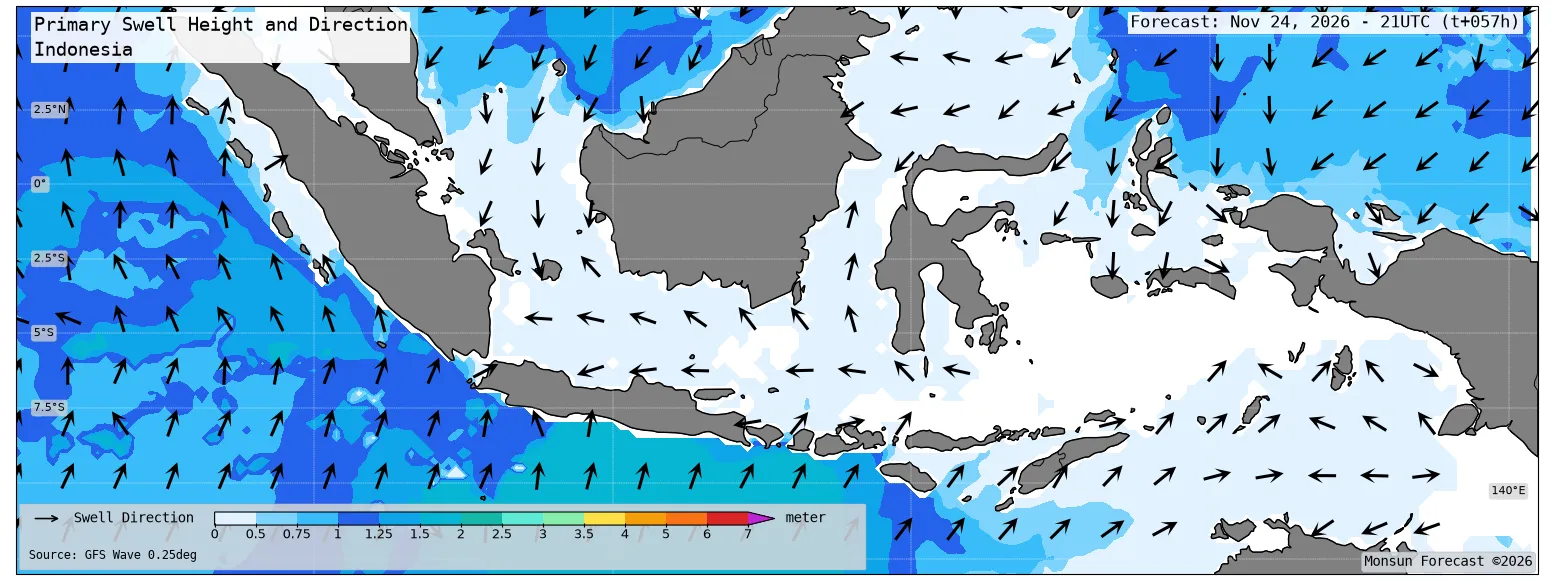 Primary Swell Height and Direction
Indonesia
Forecast: Nov 24, 2026 - 21UTC (t+057h)
2.5°N
0°
2.5°S
5°S
7.5°S
140°E
Swell Direction
0 0.5 0.75 1 1.25 1.5 2 2.5 3 3.5 4 5 6 7 meter
Source: GFS Wave 0.25deg
Monsun Forecast ©2026